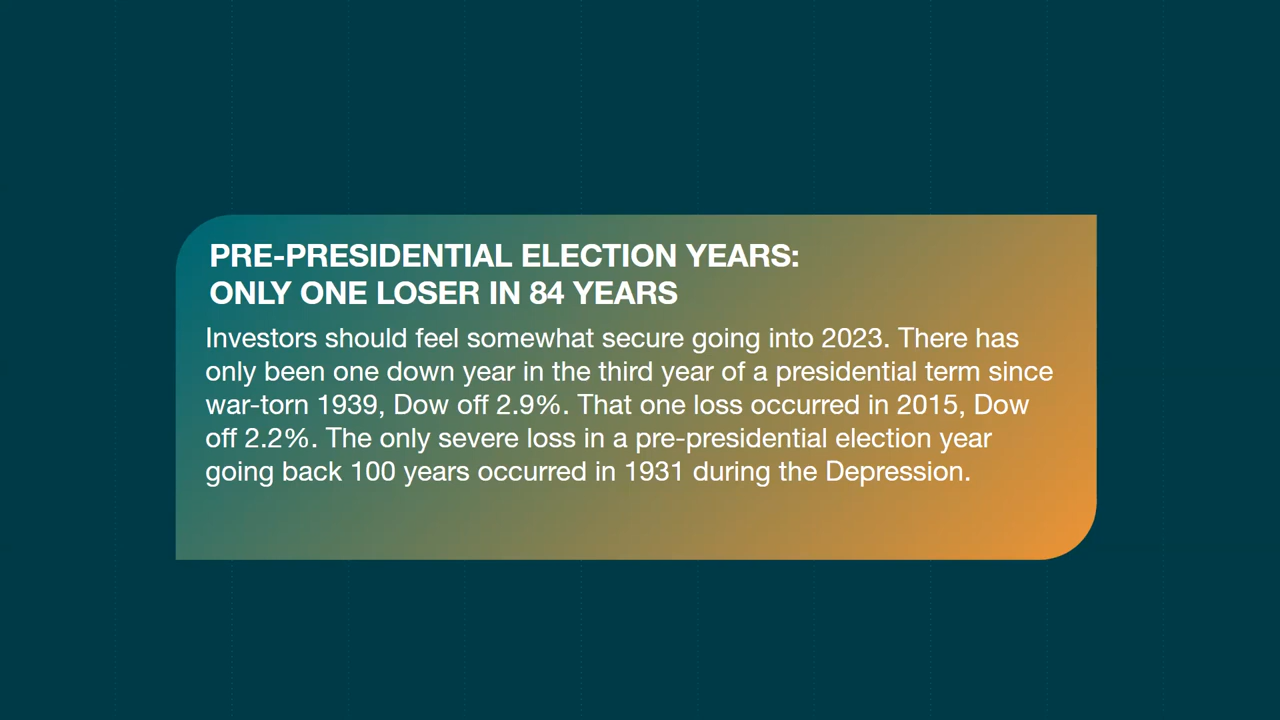 PRE-PRESIDENTIAL ELECTION YEARS:
ONLY ONE LOSER IN 84 YEARS
Investors should feel somewhat secure going into 2023. There has
only been one down year in the third year of a presidential term since
war-torn 1939, Dow off 2.9%. That one loss occurred in 2015, Dow
off 2.2%. The only severe loss in a pre-presidential election year
going back 100 years occurred in 1931 during the Depression.